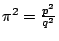 π² = p²/q²